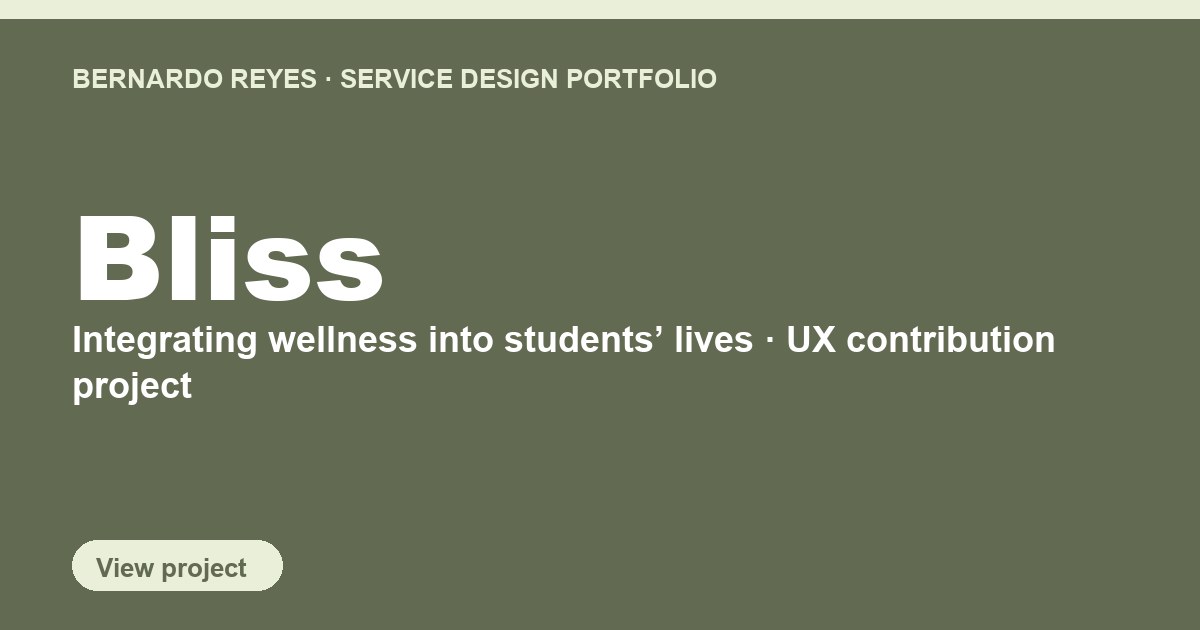 BERNARDO REYES · SERVICE DESIGN PORTFOLIO
Bliss
Integrating wellness into students’ lives · UX contribution
project
View project